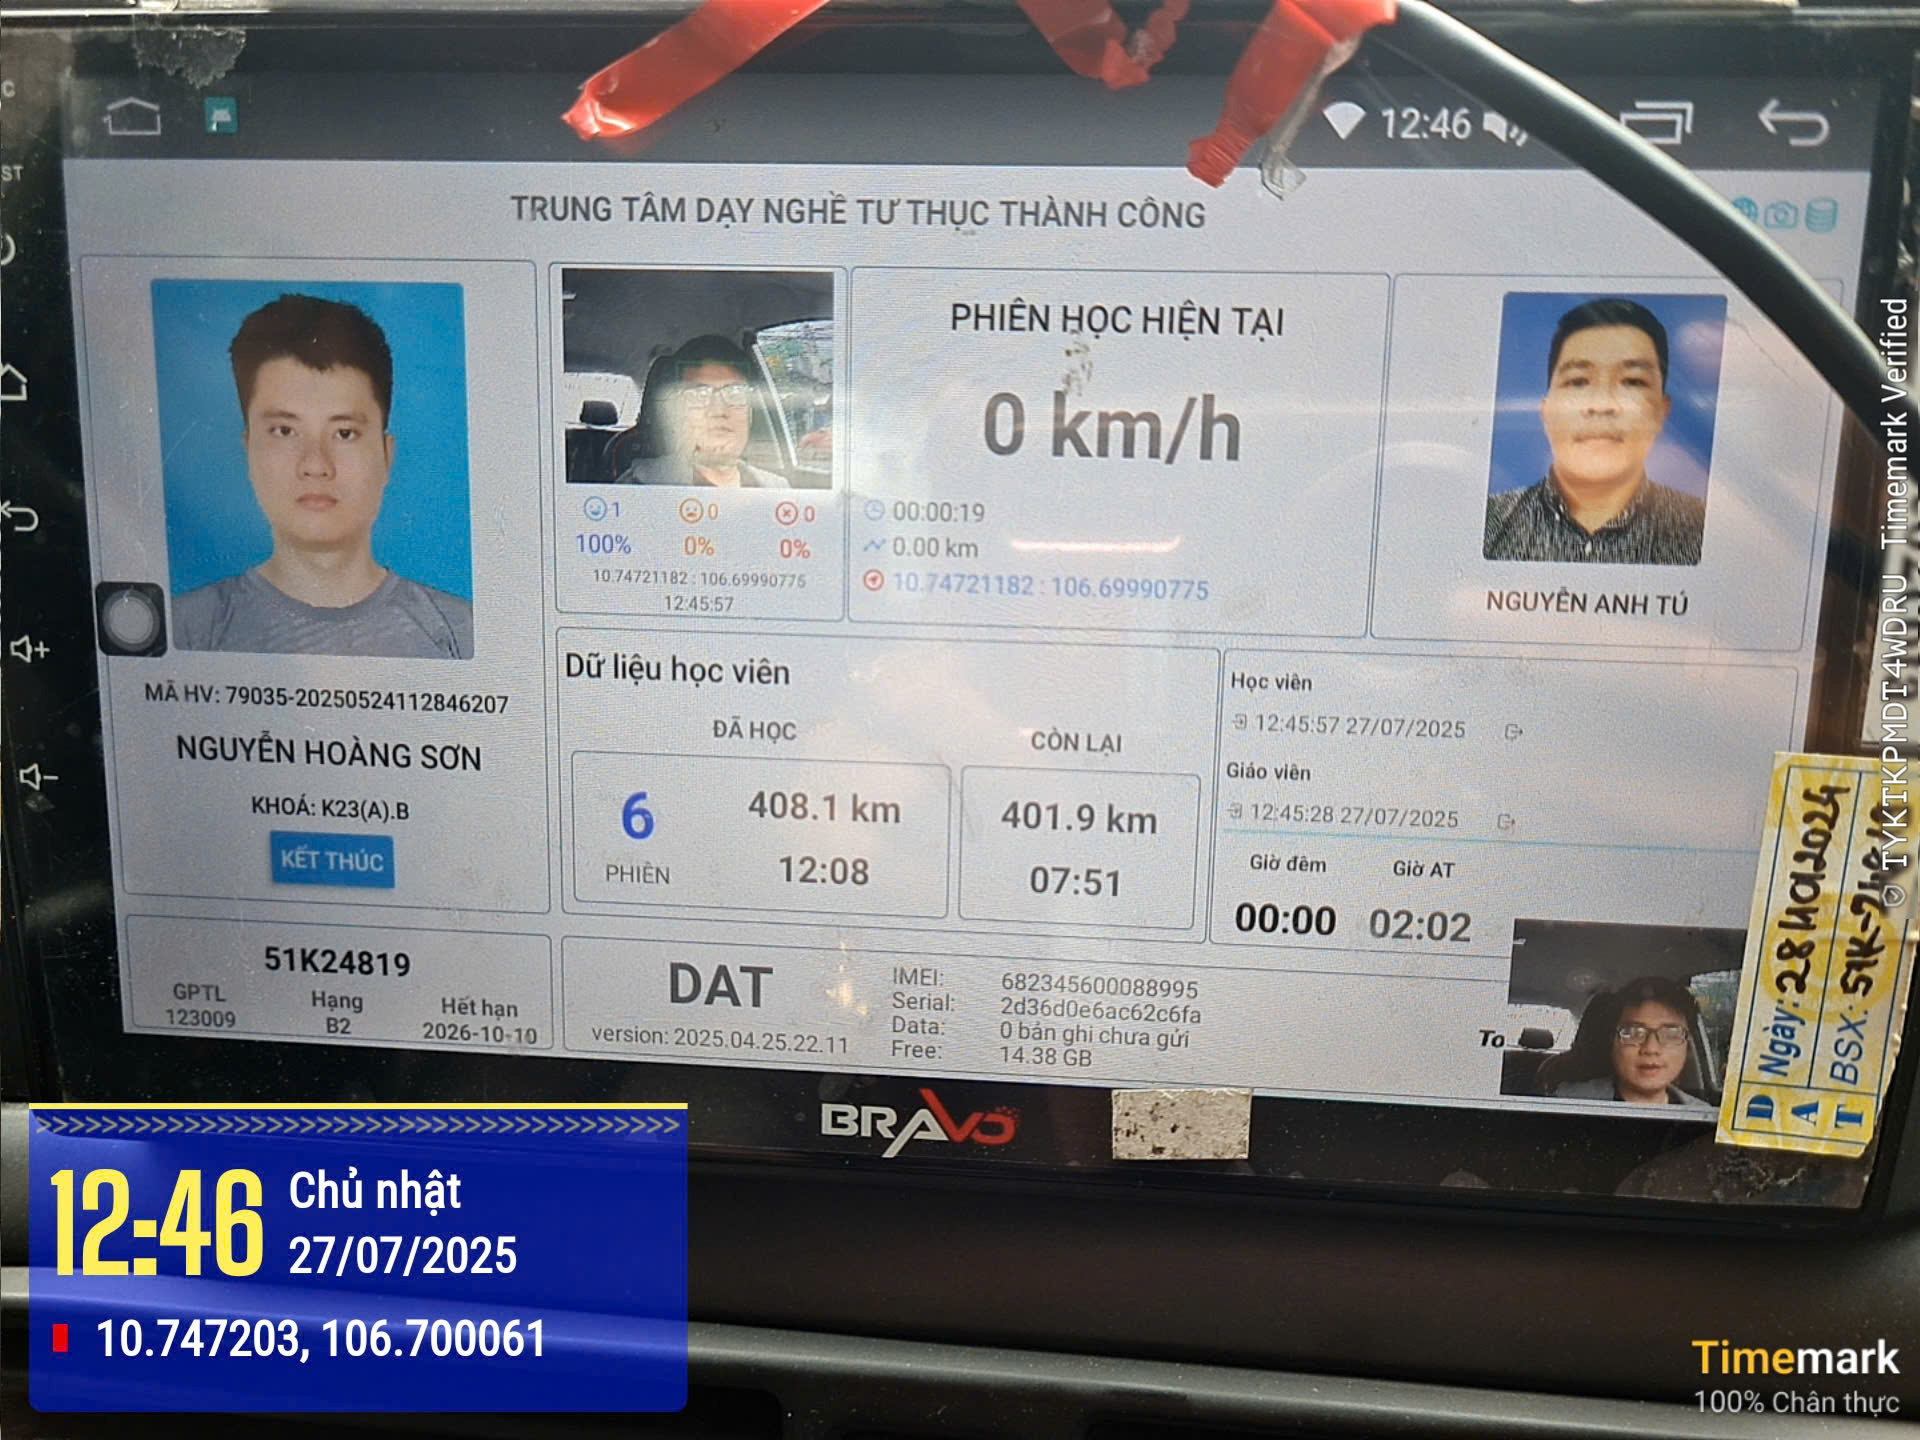 12:46
TRUNG TÂM DẠY NGHỀ TƯ THỤC THÀNH CÔNG
MÃ HV: 79035-20250524112846207
NGUYỄN HOÀNG SƠN
KHOÁ: K23(A).B
KẾT THÚC
1 0 0
100% 0% 0%
10.74721182 : 106.69990775
12:45:57
PHIÊN HỌC HIỆN TẠI
0 km/h
00:00:19
0.00 km
10.74721182 : 106.69990775
NGUYỄN ANH TÚ
Dữ liệu học viên
ĐÃ HỌC
CÒN LẠI
6
PHIÊN
408.1 km
12:08
401.9 km
07:51
Học viên
12:45:57 27/07/2025
Giáo viên
12:45:28 27/07/2025
Giờ đêm Giờ AT
00:00 02:02
51K24819
GPTL
123009
Hạng
B2
Hết hạn
2026-10-10
DAT
version: 2025.04.25.22.11
IMEI: 682345600088995
Serial: 2d36d0e6ac62c6fa
Data: 0 bản ghi chưa gửi
Free: 14.38 GB
To
BRAVO
DAT
Ngày: 28
BSX: 51K-
ST
12:46
Chủ nhật
27/07/2025
10.747203, 106.700061
TYKTKPMDT4WDRU Timemark Verified
Timemark
100% Chân thực